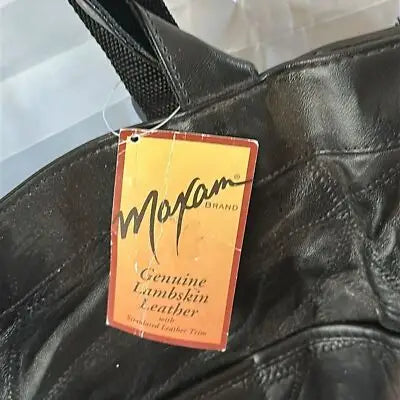 Maxam®
BRAND
Genuine
Lambskin
Leather
with
Simulated Leather Trim